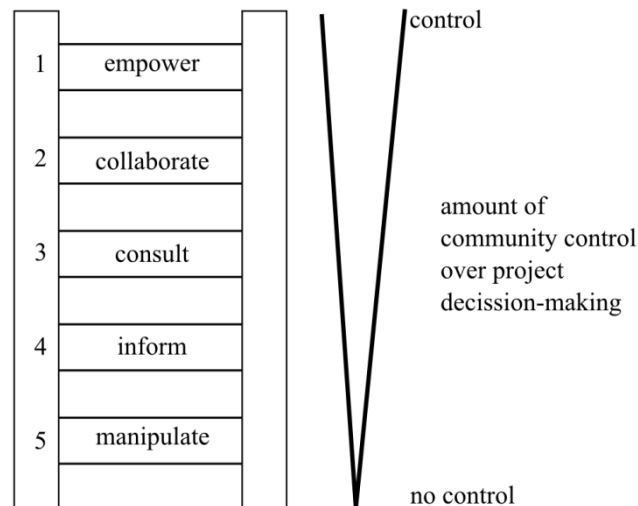 control
1 empower
2 collaborate
amount of
community control
3 consult
over project
decission-making
4 inform
5 manipulate
no control